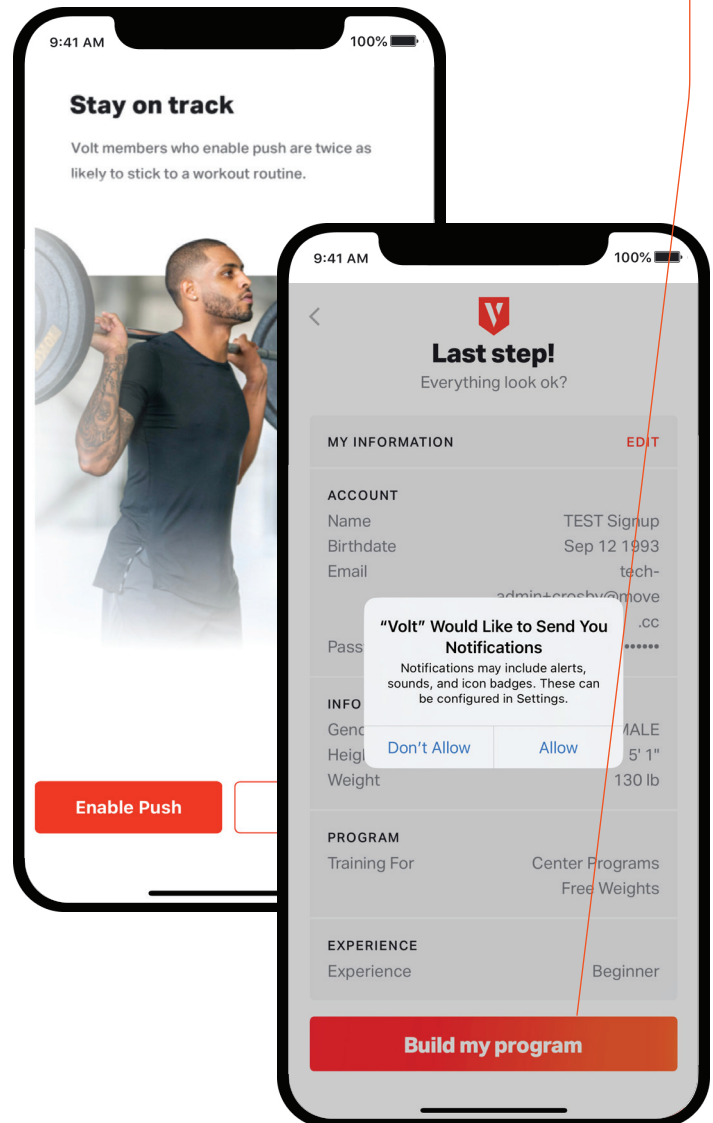 9:41 AM 100%
Stay on track
Volt members who enable push are twice as
likely to stick to a workout routine.
Enable Push
9:41 AM 100%
V
Last step!
Everything look ok?
MY INFORMATION EDIT
ACCOUNT
Name TEST Signup
Birthdate Sep 12 1993
Email tech-
admin+crosby@move
.cc
Pass ••••••
“Volt” Would Like to Send You
Notifications
Notifications may include alerts,
sounds, and icon badges. These can
be configured in Settings.
Don't Allow Allow
INFO
Gend MALE
Heig 5' 1"
Weight 130 lb
PROGRAM
Training For Center Programs
Free Weights
EXPERIENCE
Experience Beginner
Build my program